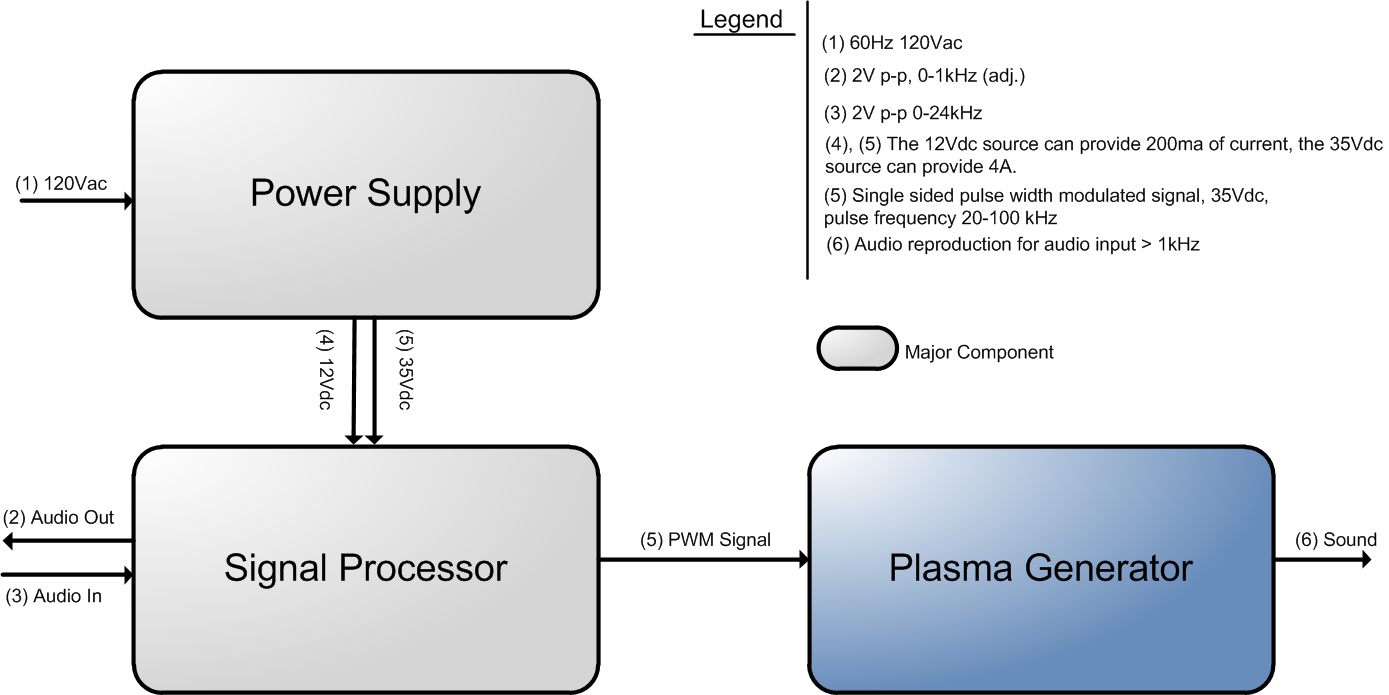 Legend
(1) 60Hz 120Vac
(2) 2V p-p, 0-1kHz (adj.)
(3) 2V p-p 0-24kHz
(4), (5) The 12Vdc source can provide 200ma of current, the 35Vdc
source can provide 4A.
(5) Single sided pulse width modulated signal, 35Vdc,
pulse frequency 20-100 kHz
(6) Audio reproduction for audio input > 1kHz
Major Component
(1) 120Vac
Power Supply
(4) 12Vdc
(5) 35Vdc
(2) Audio Out
(3) Audio In
Signal Processor
(5) PWM Signal
Plasma Generator
(6) Sound